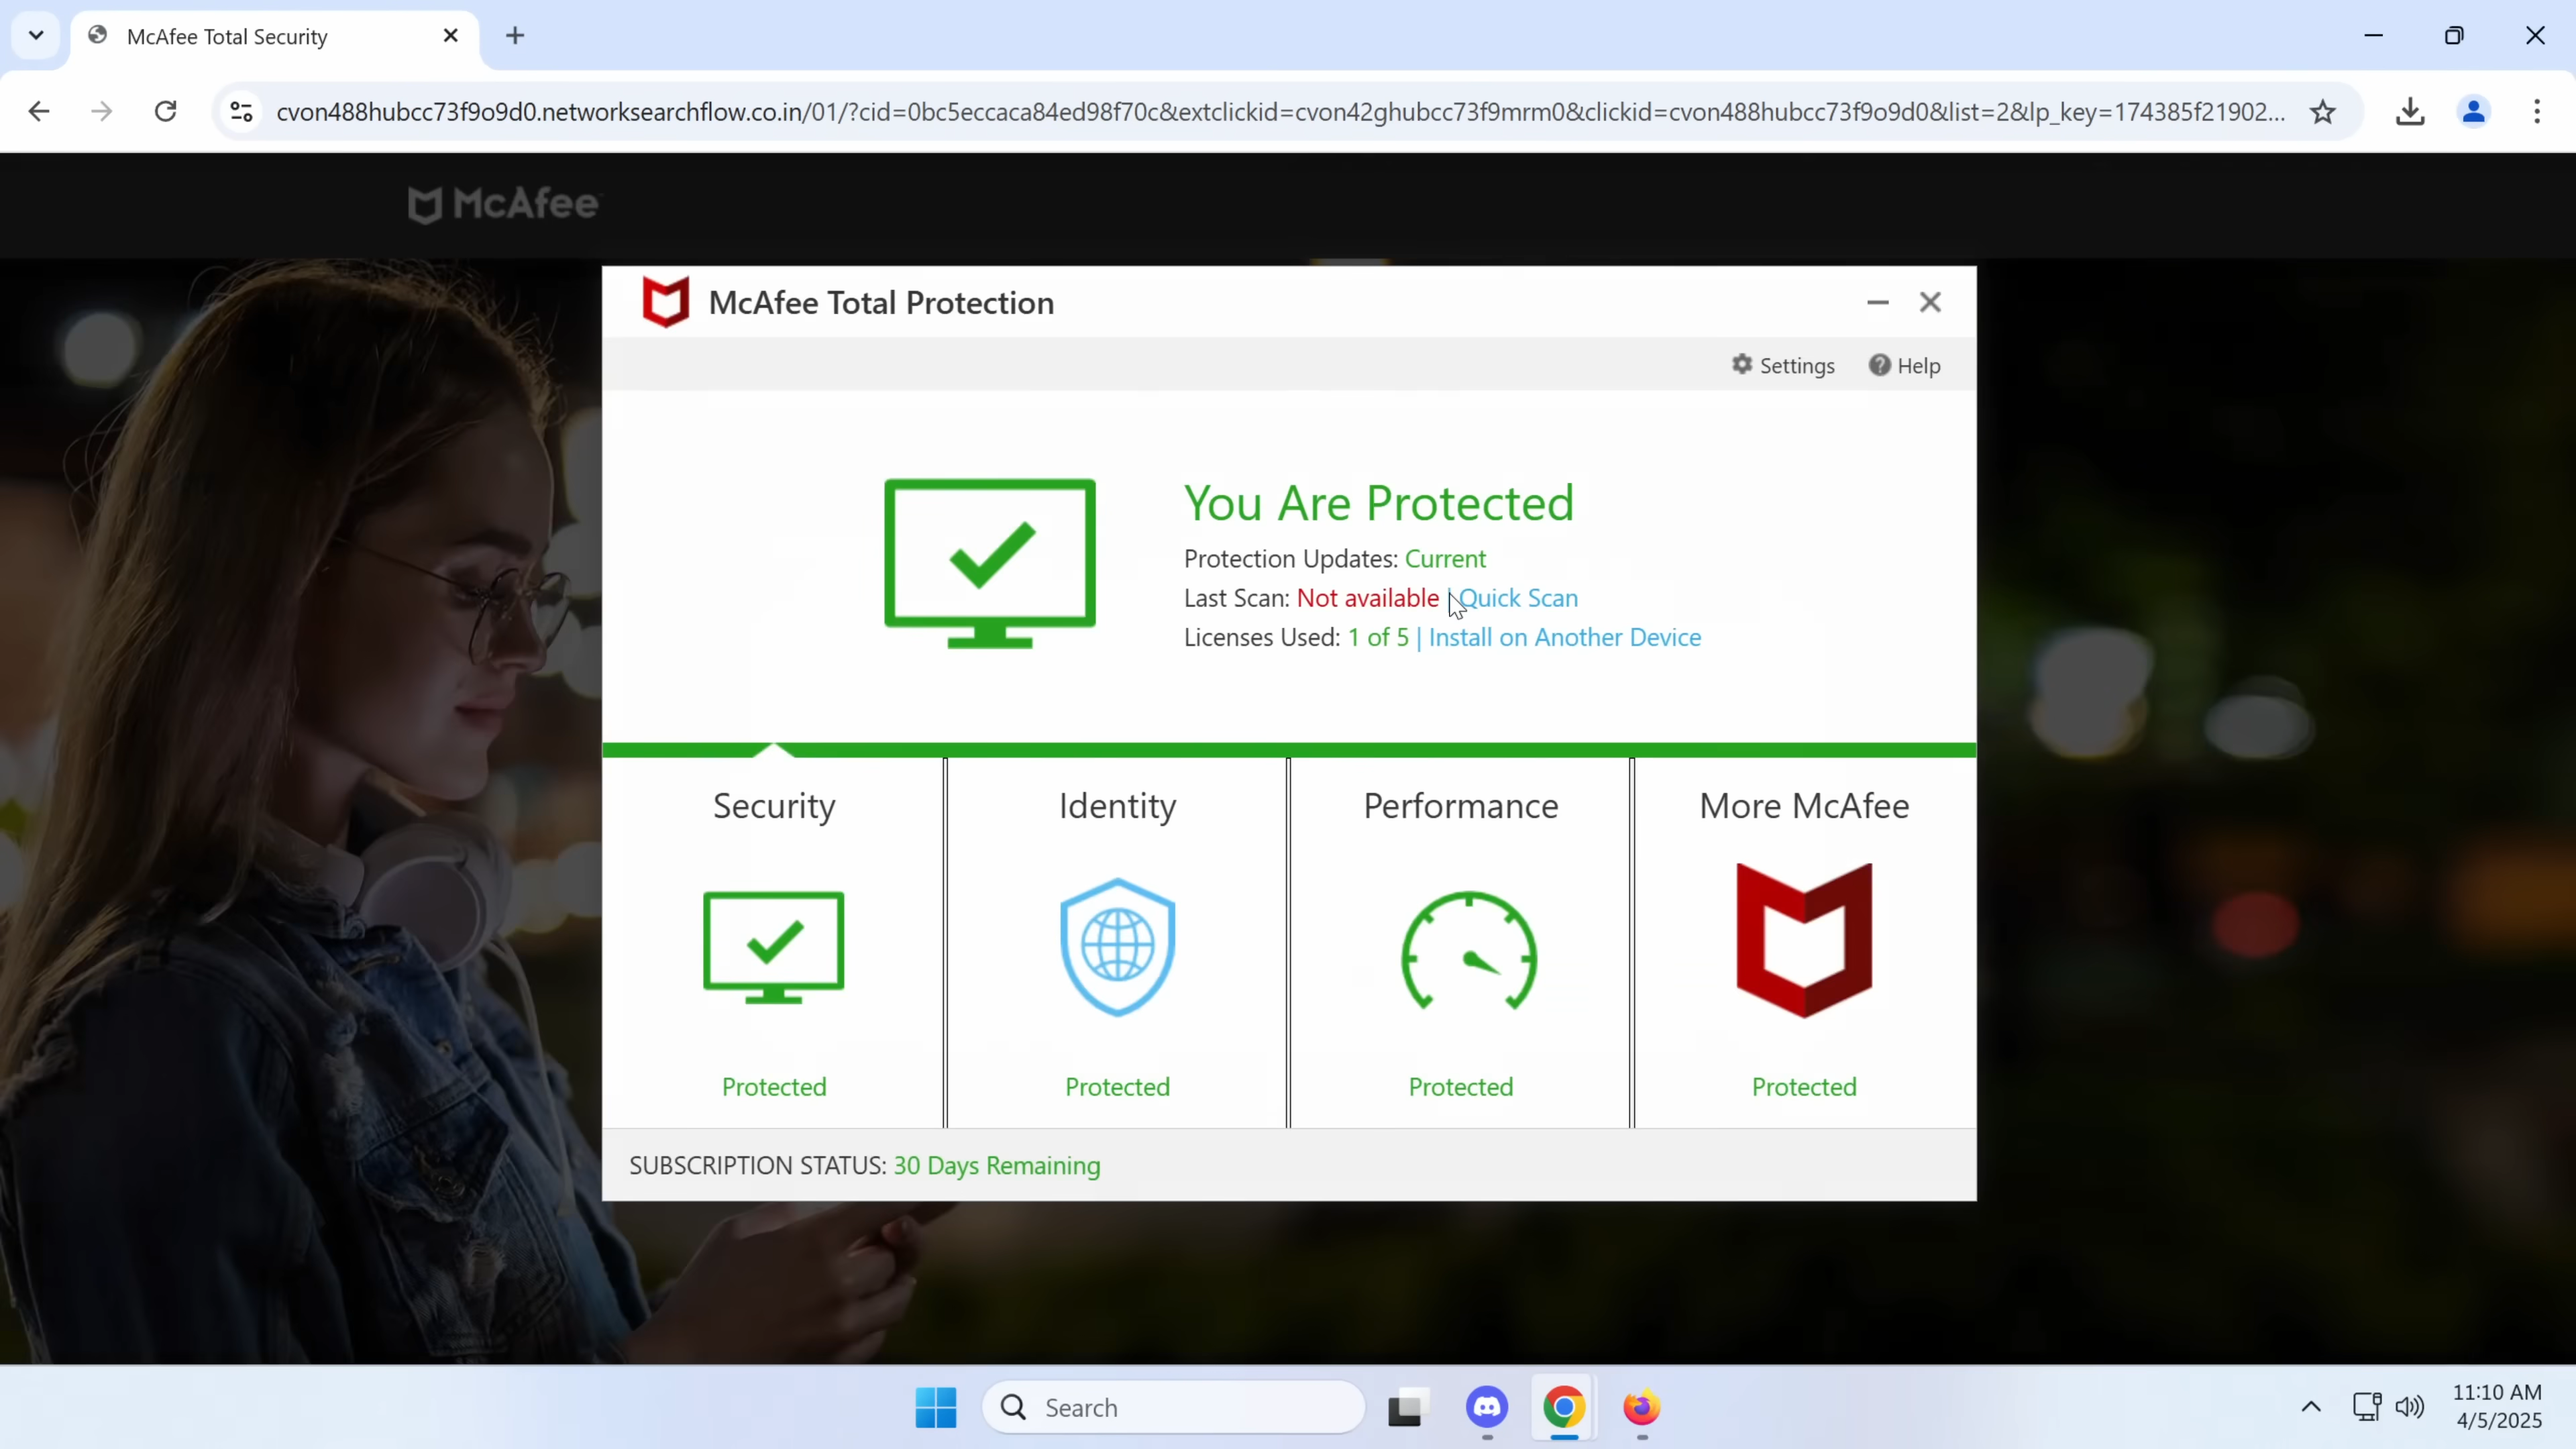 McAfee Total Security
cvon488hubcc73f9o9d0.networksearchflow.co.in/01/?cid=0bc5eccaca84ed98f70c&extclickid=cvon42ghubcc73f9mrm0&clickid=cvon488hubcc73f9o9d0&list=2&lp_key=174385f21902...
McAfee
McAfee Total Protection
Settings
Help
You Are Protected
Protection Updates: Current
Last Scan: Not available | Quick Scan
Licenses Used: 1 of 5 | Install on Another Device
Security
Identity
Performance
More McAfee
Protected
Protected
Protected
Protected
SUBSCRIPTION STATUS: 30 Days Remaining
Search
11:10 AM
4/5/2025